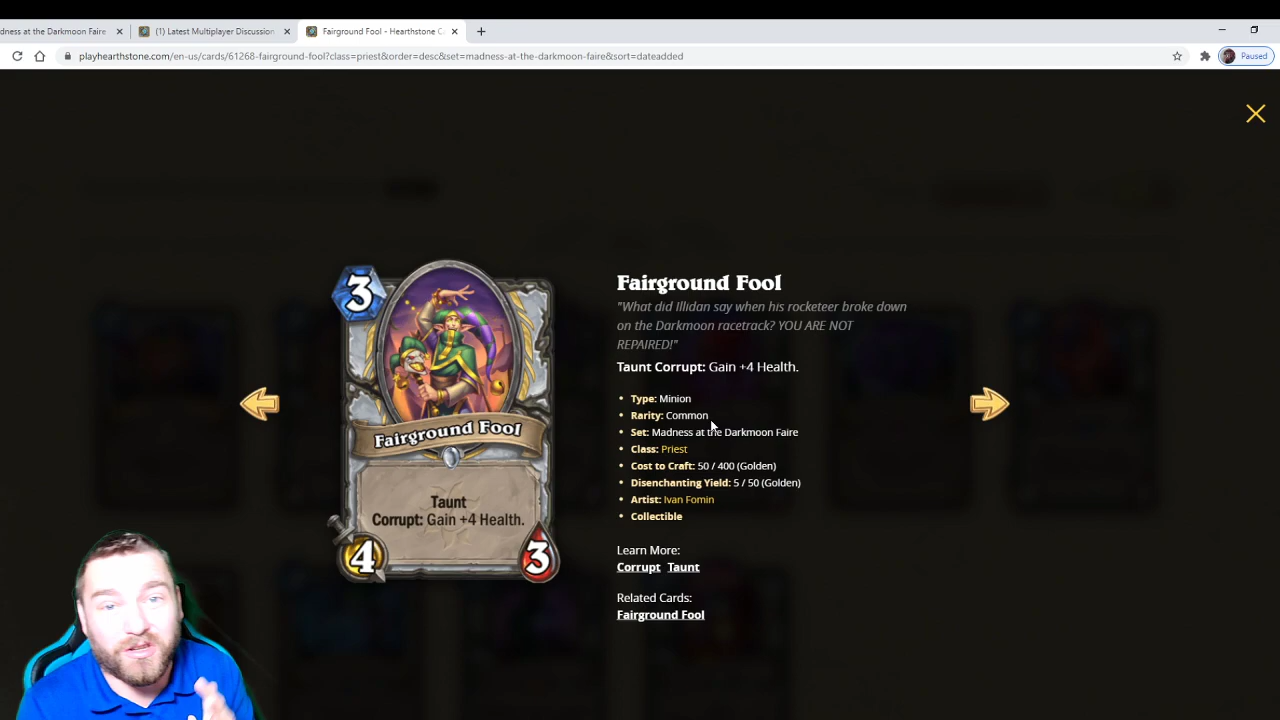 dness at the Darkmoon Faire
(1) Latest Multiplayer Discussion
Fairground Fool - Hearthstone C
playhearthstone.com/en-us/cards/61268-fairground-fool?class=priest&order=desc&set=madness-at-the-darkmoon-faire&sort=dateadded
Paused
3
Fairground Fool
Taunt
Corrupt: Gain +4 Health.
4
3
Fairground Fool
"What did Illidan say when his rocketeer broke down
on the Darkmoon racetrack? YOU ARE NOT
REPAIRED!"
Taunt Corrupt: Gain +4 Health.
Type: Minion
Rarity: Common
Set: Madness at the Darkmoon Faire
Class: Priest
Cost to Craft: 50 / 400 (Golden)
Disenchanting Yield: 5 / 50 (Golden)
Artist: Ivan Fomin
Collectible
Learn More:
Corrupt Taunt
Related Cards:
Fairground Fool